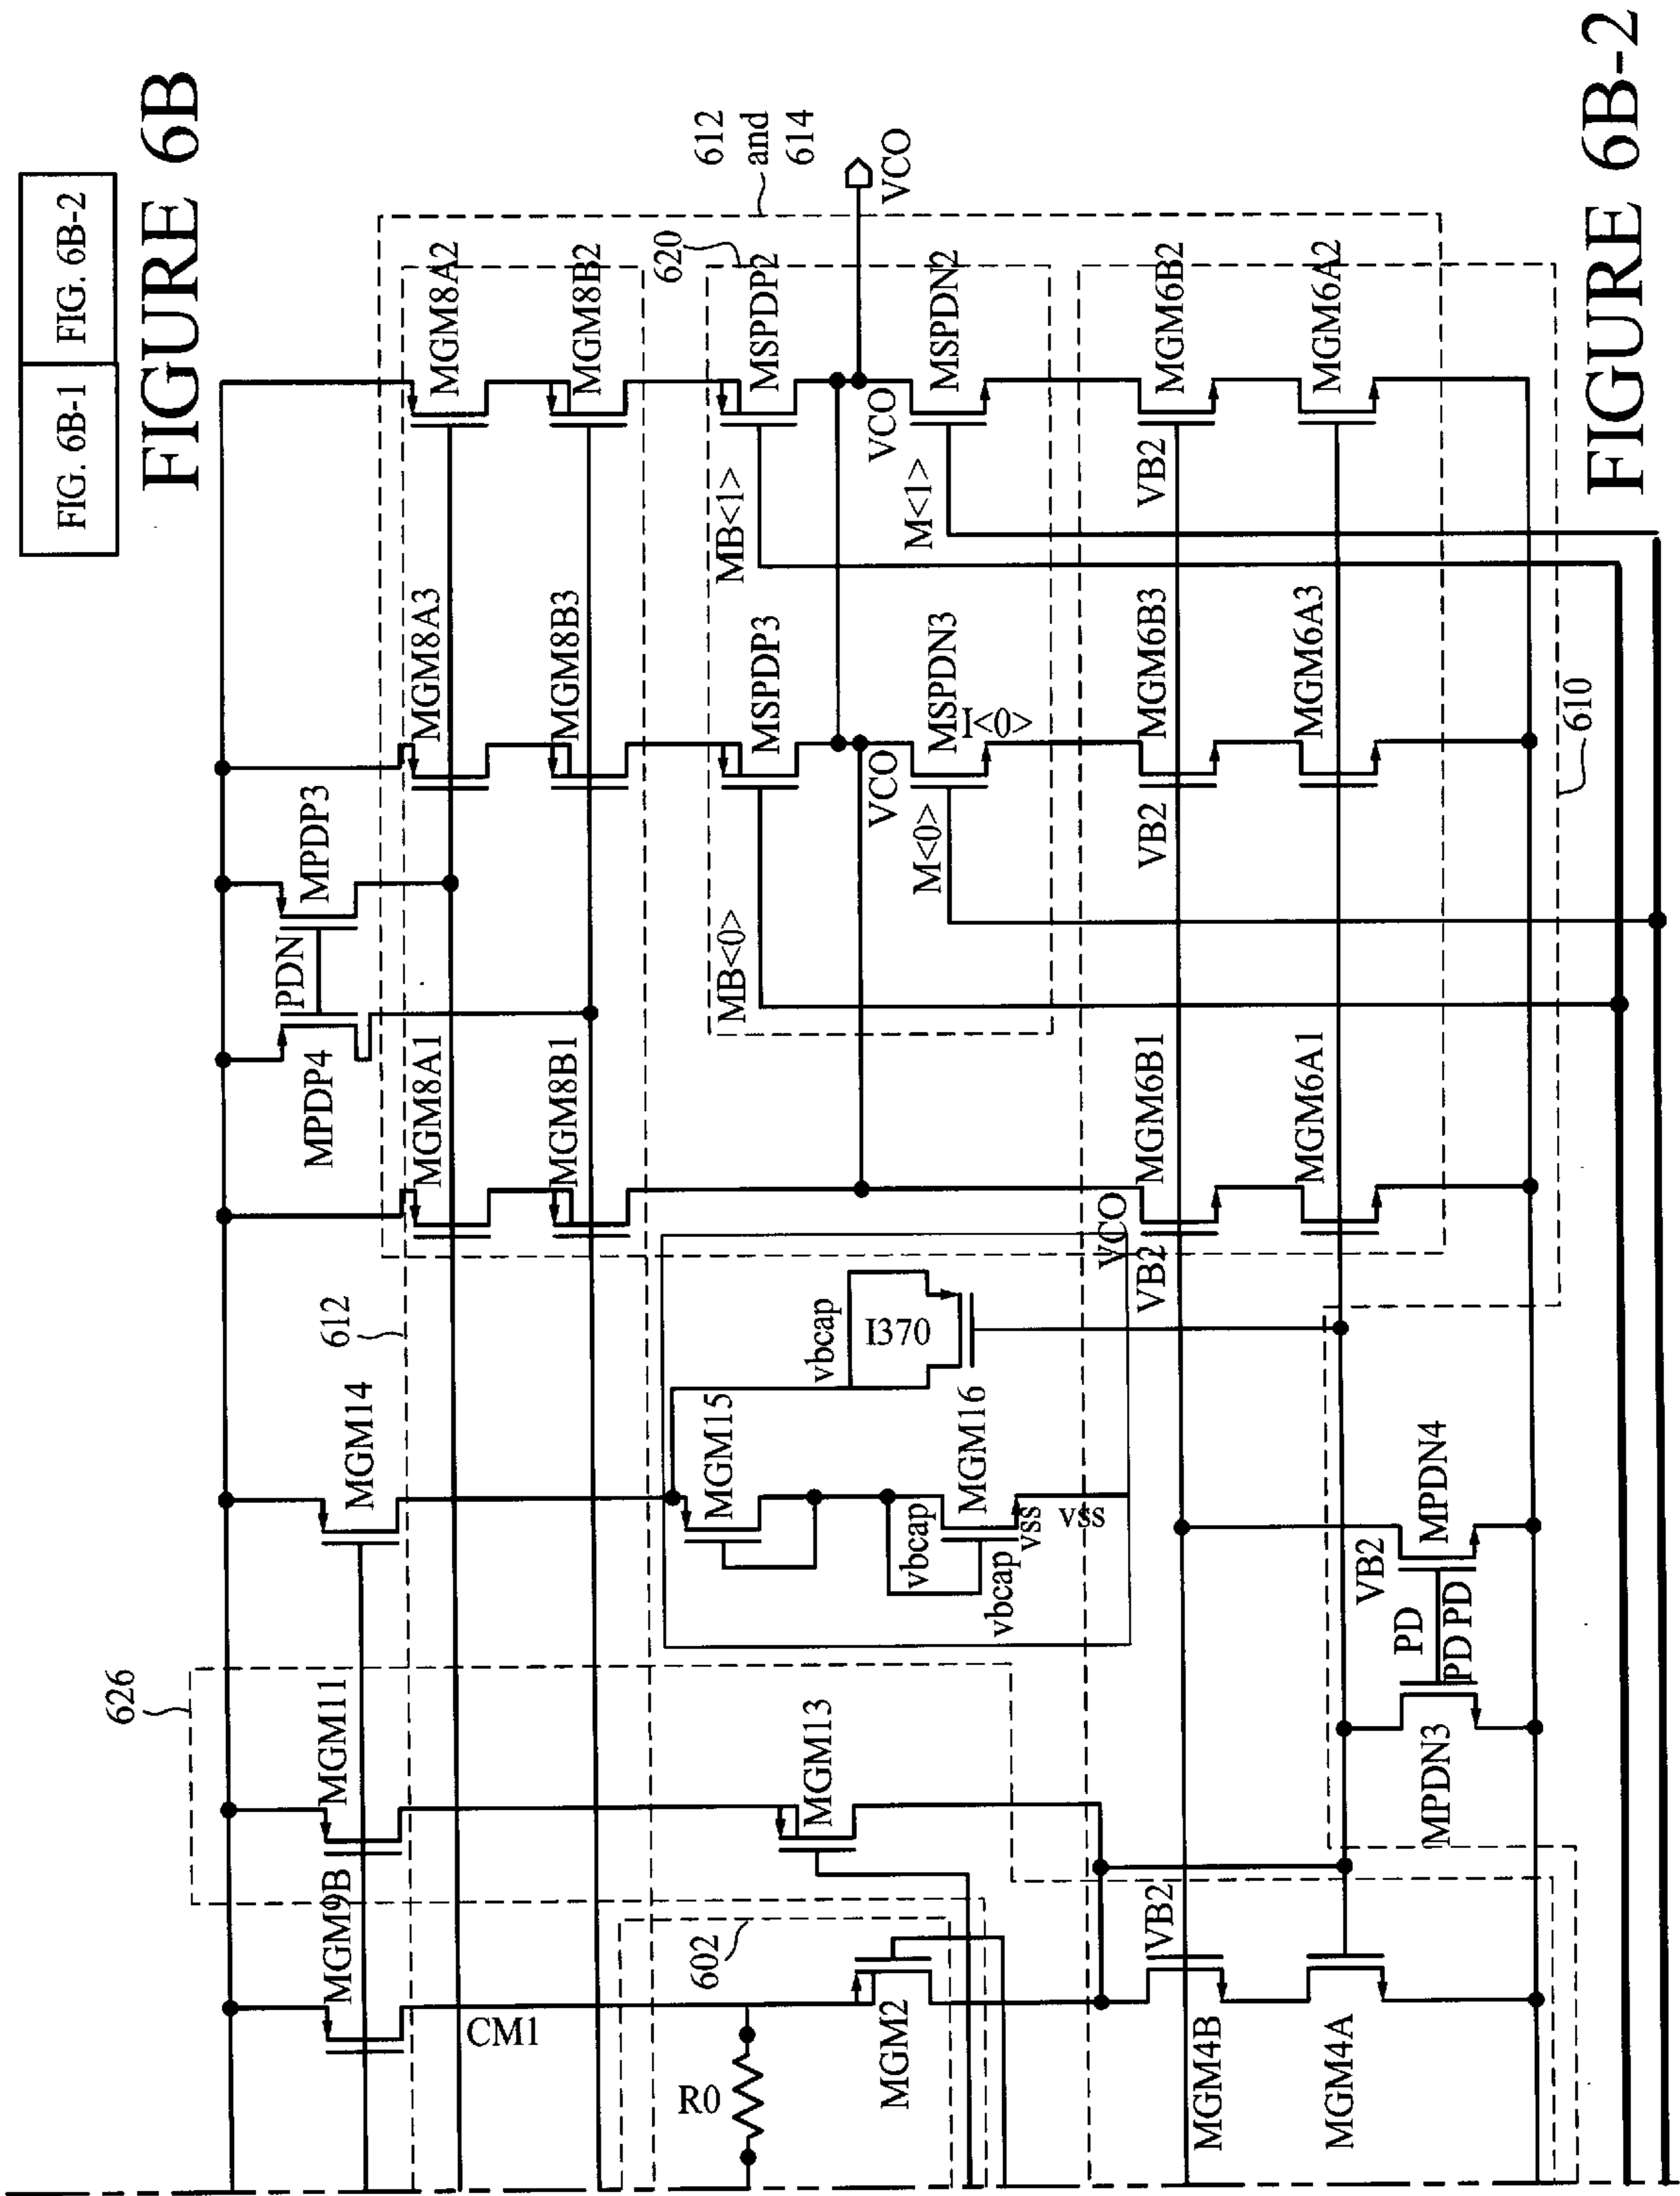 FIG. 6B-1
FIG. 6B-2
FIGURE 6B
626
MGM9B
MGM11
MGM14
612
MPDP4
PDN
MPDP3
MGM8A1
MGM8A3
MGM8A2
MGM8B1
MGM8B3
MGM8B2
612
and
614
620
CM1
R0
602
MGM2
MGM13
MGM15
vbcap
I370
MB<0>
MSPDP3
MB<1>
MSPDP2
VCO
VCO
VCO
M<0>
MSPDN3
I<0>
M<1>
MSPDN2
vbcap
MGM16
vbcap
vss
vss
VCO
VB2
MGM4B
VB2
MGM6B1
VB2
MGM6B3
VB2
MGM6B2
MGM4A
MGM6A1
MGM6A3
MGM6A2
MPDN3
PD
PD PD
VB2
MPDN4
610
FIGURE 6B-2